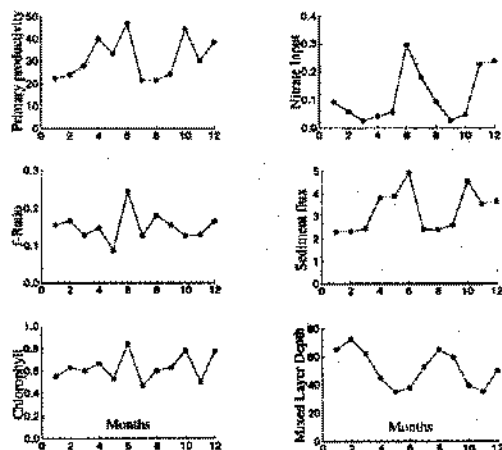 Primary productivity
50
40
30
20
10
0
0 2 4 6 8 10 12
Nitrate Input
0.4
0.3
0.2
0.1
0.0
0 2 4 6 8 10 12
f-Ratio
0.3
0.2
0.1
0.0
0 2 4 6 8 10 12
Sediment flux
5
4
3
2
1
0
0 2 4 6 8 10 12
Chlorophyll
1.0
0.8
0.6
0.4
0.2
0.0
0 2 4 6 8 10 12
Months
Mixed Layer Depth
80
60
40
20
0
0 2 4 6 8 10 12
Months